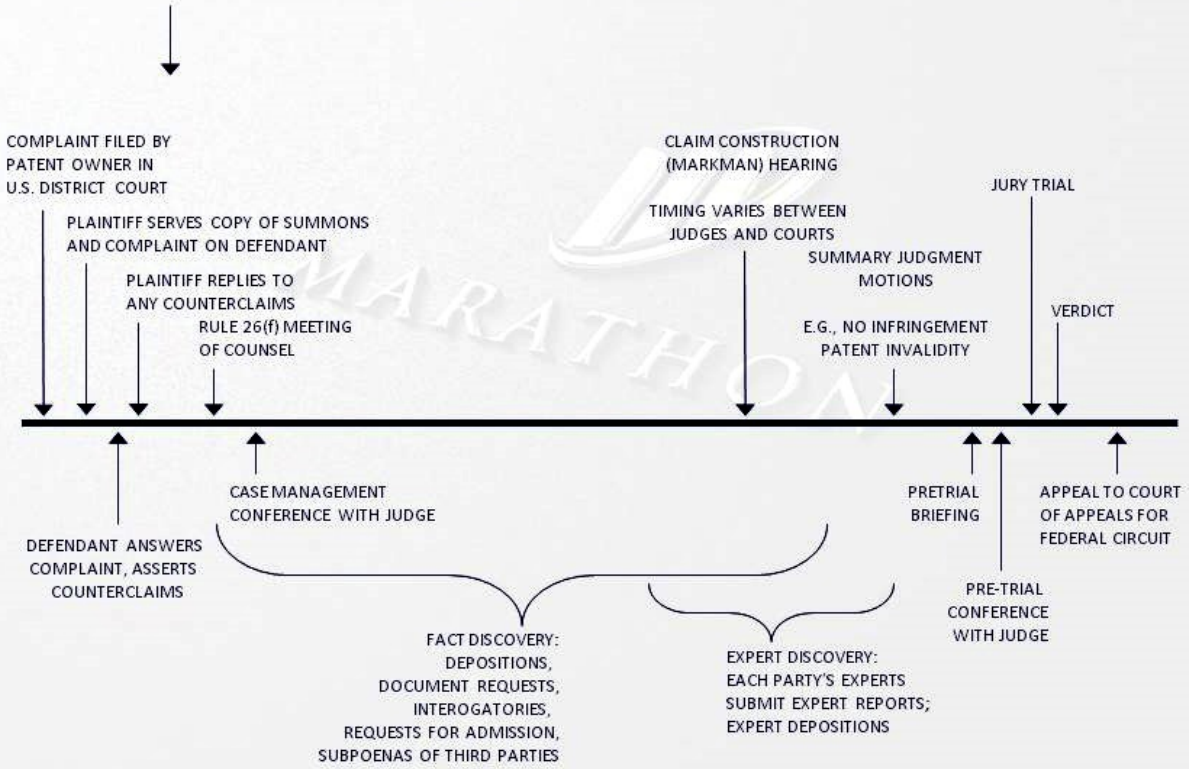 COMPLAINT FILED BY
PATENT OWNER IN
U.S. DISTRICT COURT
PLAINTIFF SERVES COPY OF SUMMONS
AND COMPLAINT ON DEFENDANT
PLAINTIFF REPLIES TO
ANY COUNTERCLAIMS
RULE 26(f) MEETING
OF COUNSEL
CLAIM CONSTRUCTION
(MARKMAN) HEARING
TIMING VARIES BETWEEN
JUDGES AND COURTS
SUMMARY JUDGMENT
MOTIONS
E.G., NO INFRINGEMENT
PATENT INVALIDITY
JURY TRIAL
VERDICT
MARATHON
DEFENDANT ANSWERS
COMPLAINT, ASSERTS
COUNTERCLAIMS
CASE MANAGEMENT
CONFERENCE WITH JUDGE
FACT DISCOVERY:
DEPOSITIONS,
DOCUMENT REQUESTS,
INTEROGATORIES,
REQUESTS FOR ADMISSION,
SUBPOENAS OF THIRD PARTIES
EXPERT DISCOVERY:
EACH PARTY'S EXPERTS
SUBMIT EXPERT REPORTS;
EXPERT DEPOSITIONS
PRETRIAL
BRIEFING
PRE-TRIAL
CONFERENCE
WITH JUDGE
APPEAL TO COURT
OF APPEALS FOR
FEDERAL CIRCUIT